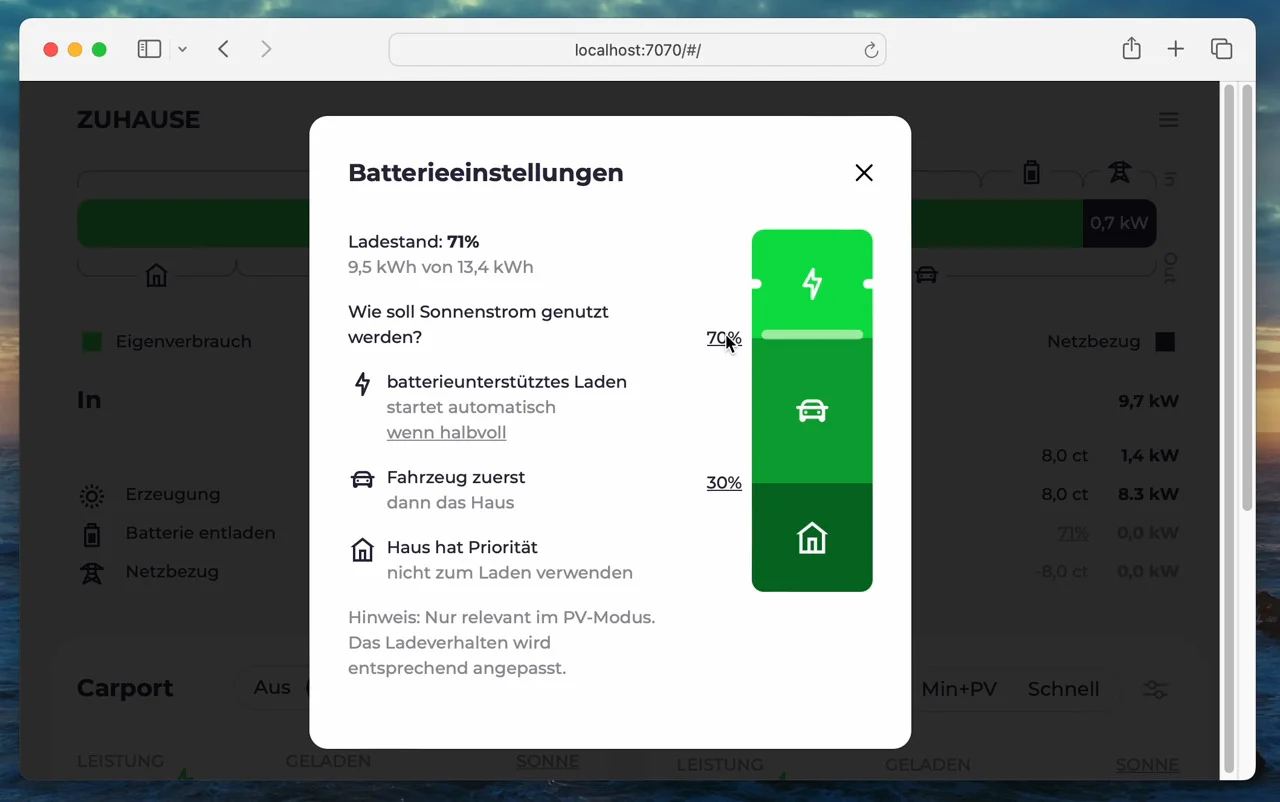 localhost:7070/#/
ZUHAUSE
Batterieeinstellungen
In
0,7 kW
Out
Ladestand: 71%
9,5 kWh von 13,4 kWh
Wie soll Sonnenstrom genutzt
werden?
70%
Eigenverbrauch
Netzbezug
batterieunterstütztes Laden
startet automatisch
wenn halbvoll
In
9,7 kW
8,0 ct 1,4 kW
Fahrzeug zuerst
dann das Haus
30%
Erzeugung
8,0 ct 8.3 kW
Batterie entladen
71% 0,0 kW
Haus hat Priorität
nicht zum Laden verwenden
Netzbezug
-8,0 ct 0,0 kW
Hinweis: Nur relevant im PV-Modus.
Das Ladeverhalten wird
entsprechend angepasst.
Carport
Aus
Min+PV Schnell
LEISTUNG GELADEN SONNE
LEISTUNG GELADEN SONNE